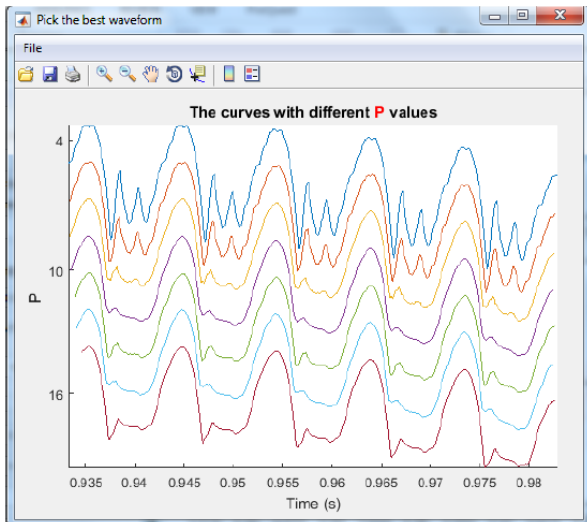 Pick the best waveform
File
The curves with different P values
4
10
16
P
0.935 0.94 0.945 0.95 0.955 0.96 0.965 0.97 0.975 0.98
Time (s)